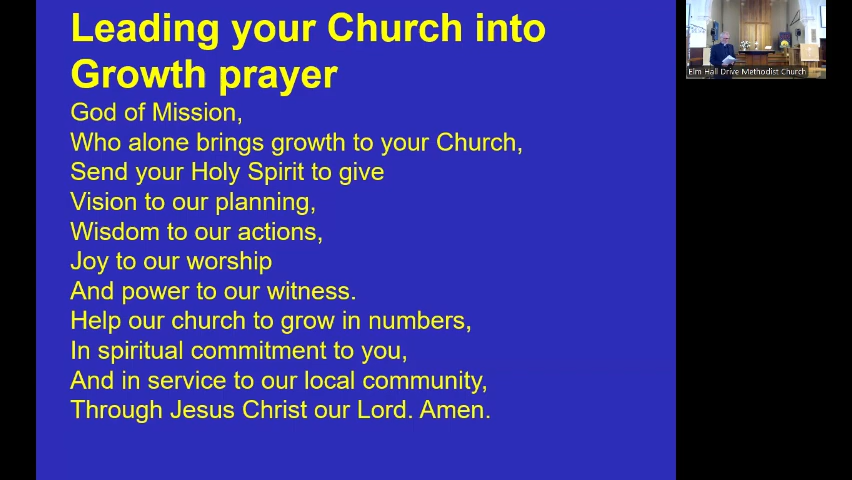 Leading your Church into
Growth prayer
God of Mission,
Who alone brings growth to your Church,
Send your Holy Spirit to give
Vision to our planning,
Wisdom to our actions,
Joy to our worship
And power to our witness.
Help our church to grow in numbers,
In spiritual commitment to you,
And in service to our local community,
Through Jesus Christ our Lord. Amen.
Elm Hall Drive Methodist Church